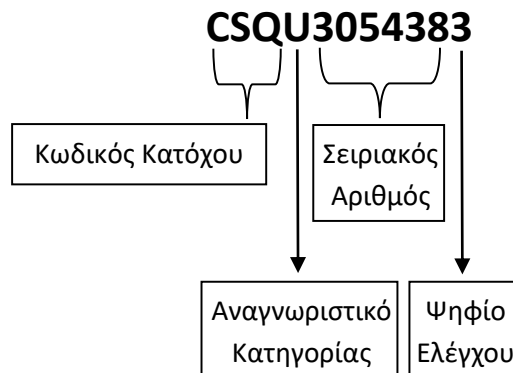 CSQU3054383
Κωδικός Κατόχου
Σειριακός
Αριθμός
Αναγνωριστικό
Κατηγορίας
Ψηφίο
Ελέγχου